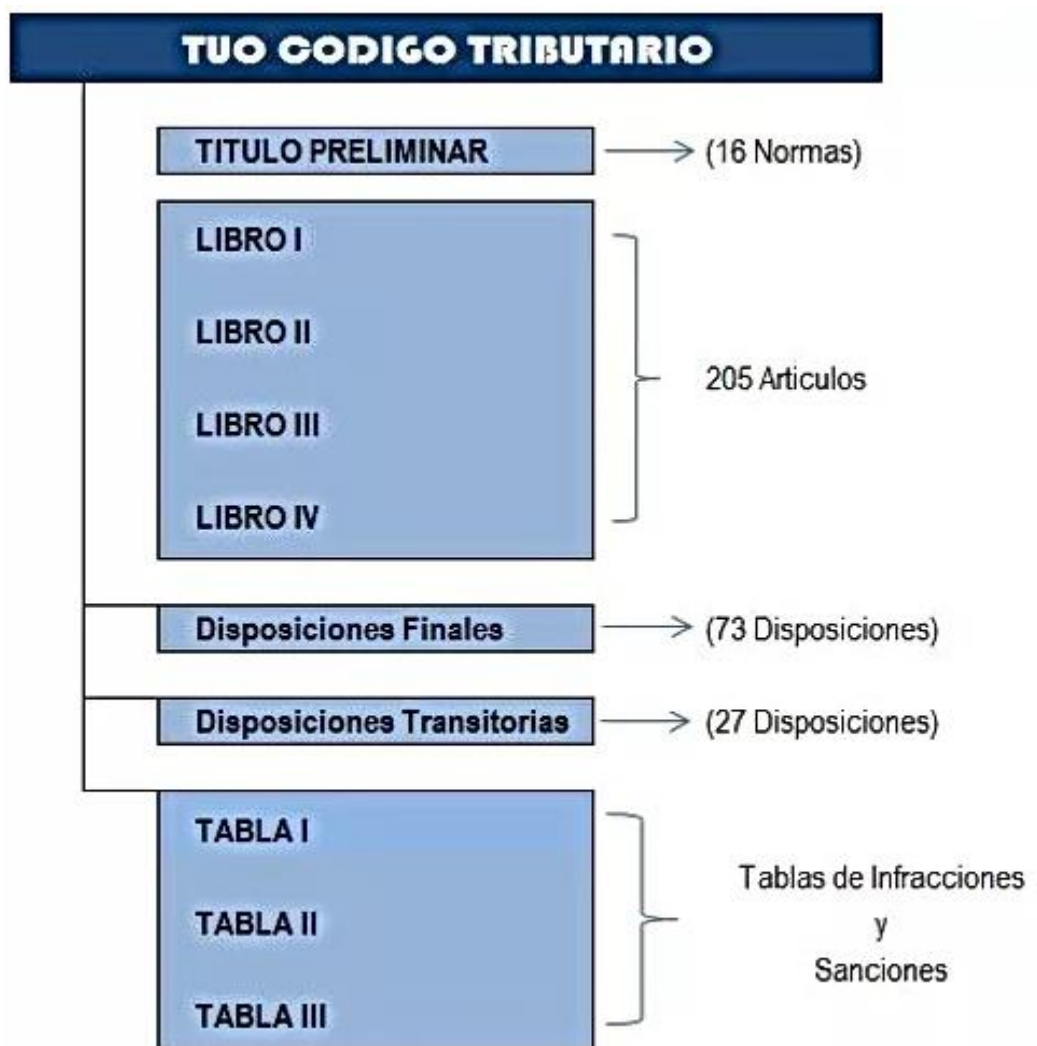 TUO CODIGO TRIBUTARIO
TITULO PRELIMINAR
(16 Normas)
LIBRO I
LIBRO II
LIBRO III
LIBRO IV
205 Articulos
Disposiciones Finales
(73 Disposiciones)
Disposiciones Transitorias
(27 Disposiciones)
TABLA I
TABLA II
TABLA III
Tablas de Infracciones
y
Sanciones